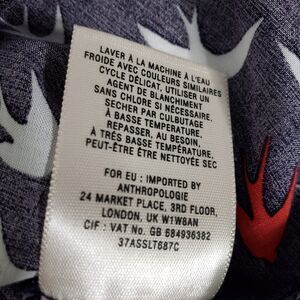 LAVER À LA MACHINE À L'EAU
FROIDE AVEC COULEURS SIMILAIRES
CYCLE DÉLICAT. UTILISER UN
AGENT DE BLANCHIMENT
SANS CHLORE SI NÉCESSAIRE.
SÉCHER PAR CULBUTAGE
À BASSE TEMPERATURE.
REPASSER, AU BESOIN,
À TRÈS BASSE TEMPÉRATURE,
PEUT-ÊTRE ÊTRE NETTOYÉE SEC
FOR EU : IMPORTED BY
ANTHROPOLOGIE
24 MARKET PLACE, 3RD FLOOR,
LONDON, UK W1W8AN
CIF : VAT No. GB 684936382
37ASSLT687C